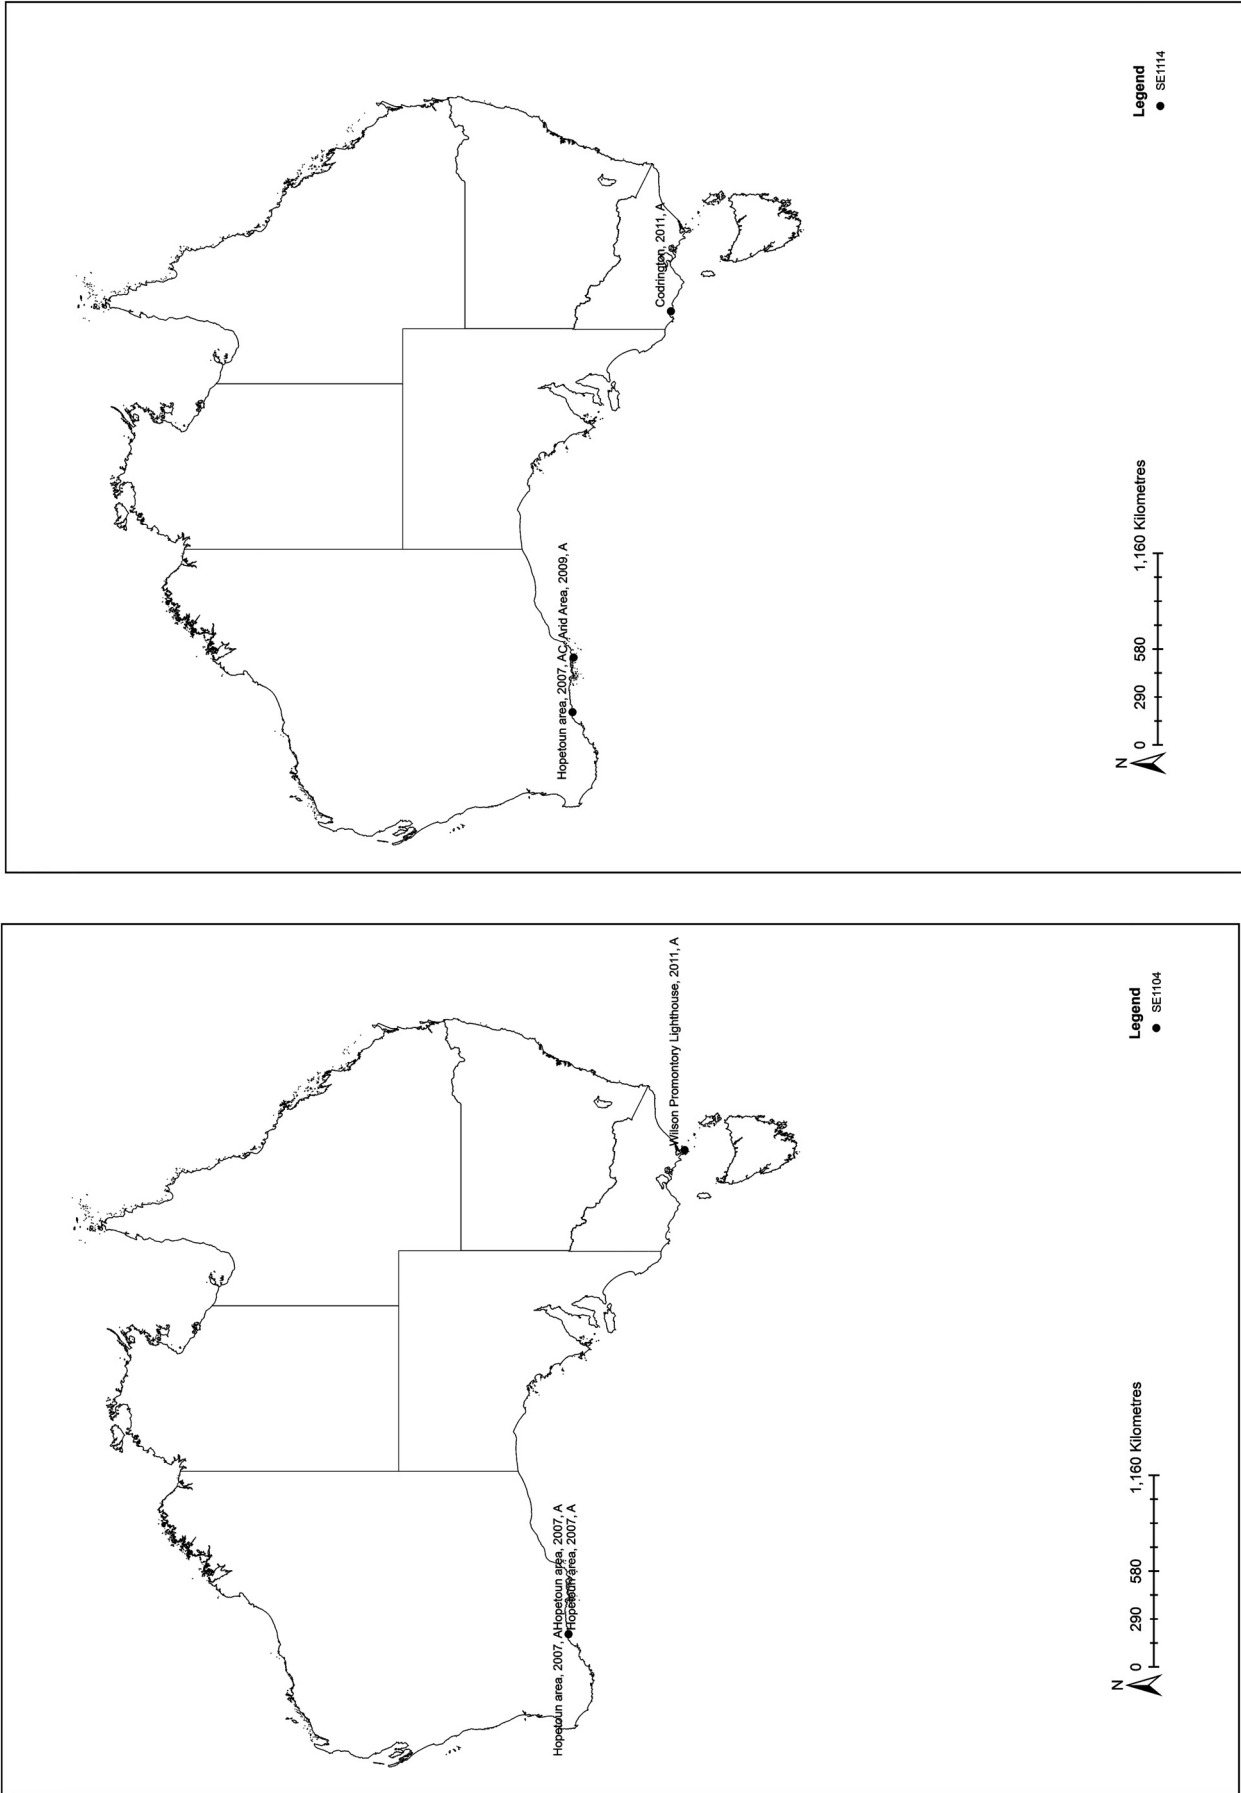 Codrington, 2011, A
Hopetoun area, 2007, AC, Arid Area, 2009, A
Legend
SE1114
N
0 290 580 1,160 Kilometres
Wilson Promontory Lighthouse, 2011, A
Hopetoun area, 2007, AHopetoun area, 2007, A
Hopetoun area, 2007, A
Legend
SE1104
N
0 290 580 1,160 Kilometres